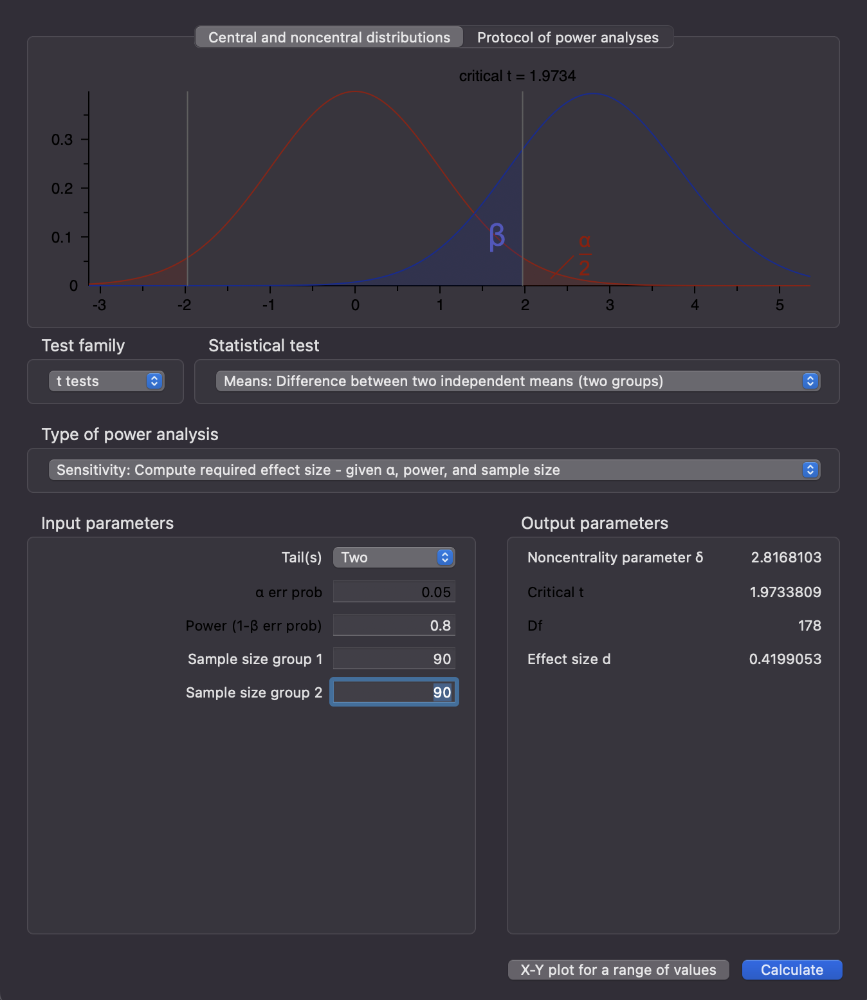 Central and noncentral distributions Protocol of power analyses
critical t = 1.9734
0.3
0.2
0.1
0
β
α
2
-3 -2 -1 0 1 2 3 4 5
Test family Statistical test
t tests Means: Difference between two independent means (two groups)
Type of power analysis
Sensitivity: Compute required effect size - given α, power, and sample size
Input parameters Output parameters
Tail(s) Two Noncentrality parameter δ 2.8168103
α err prob 0.05 Critical t 1.9733809
Power (1-β err prob) 0.8 Df 178
Sample size group 1 90 Effect size d 0.4199053
Sample size group 2 90
X-Y plot for a range of values Calculate